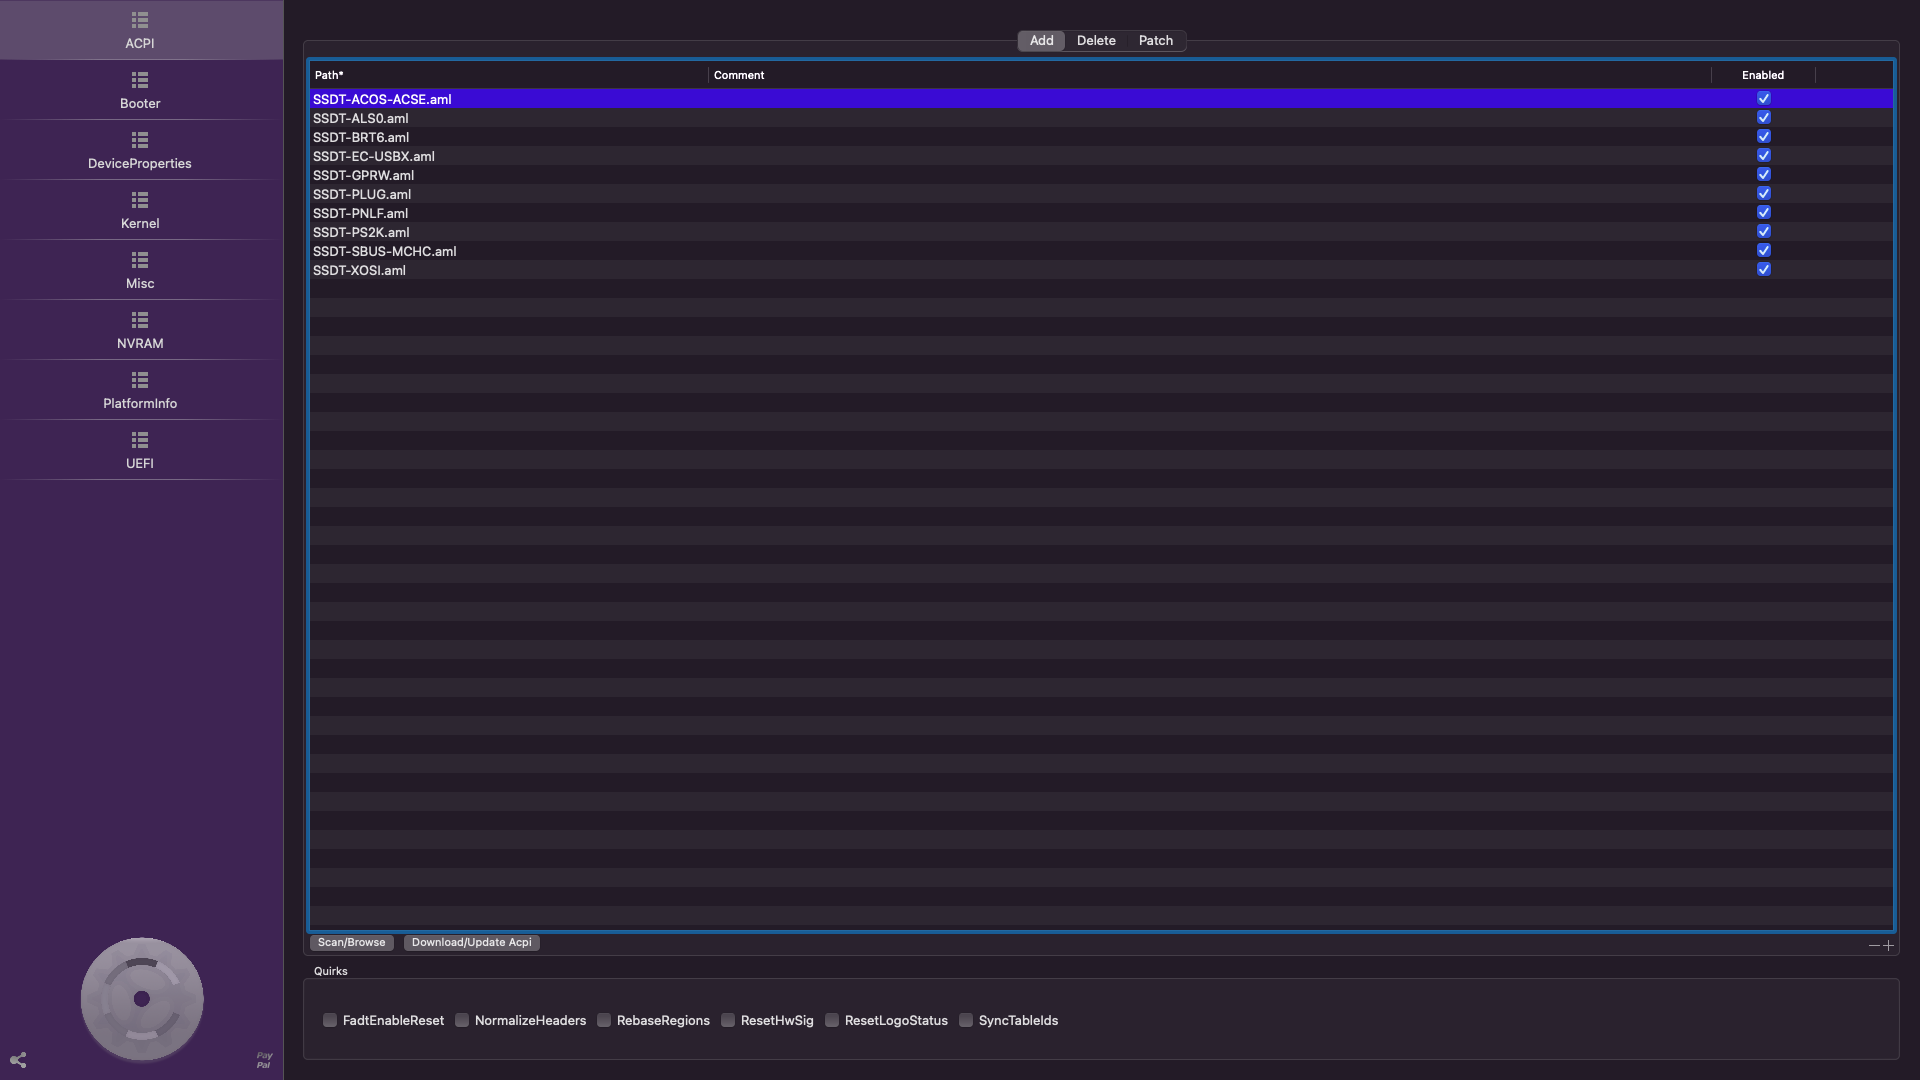 ACPI
Booter
DeviceProperties
Kernel
Misc
NVRAM
PlatformInfo
UEFI
Pay
Pal
Add Delete Patch
Path* Comment Enabled
SSDT-ACOS-ACSE.aml
SSDT-ALS0.aml
SSDT-BRT6.aml
SSDT-EC-USBX.aml
SSDT-GPRW.aml
SSDT-PLUG.aml
SSDT-PNLF.aml
SSDT-PS2K.aml
SSDT-SBUS-MCHC.aml
SSDT-XOSI.aml
Scan/Browse Download/Update Acpi
Quirks
FadtEnableReset NormalizeHeaders RebaseRegions ResetHwSig ResetLogoStatus SyncTableIds